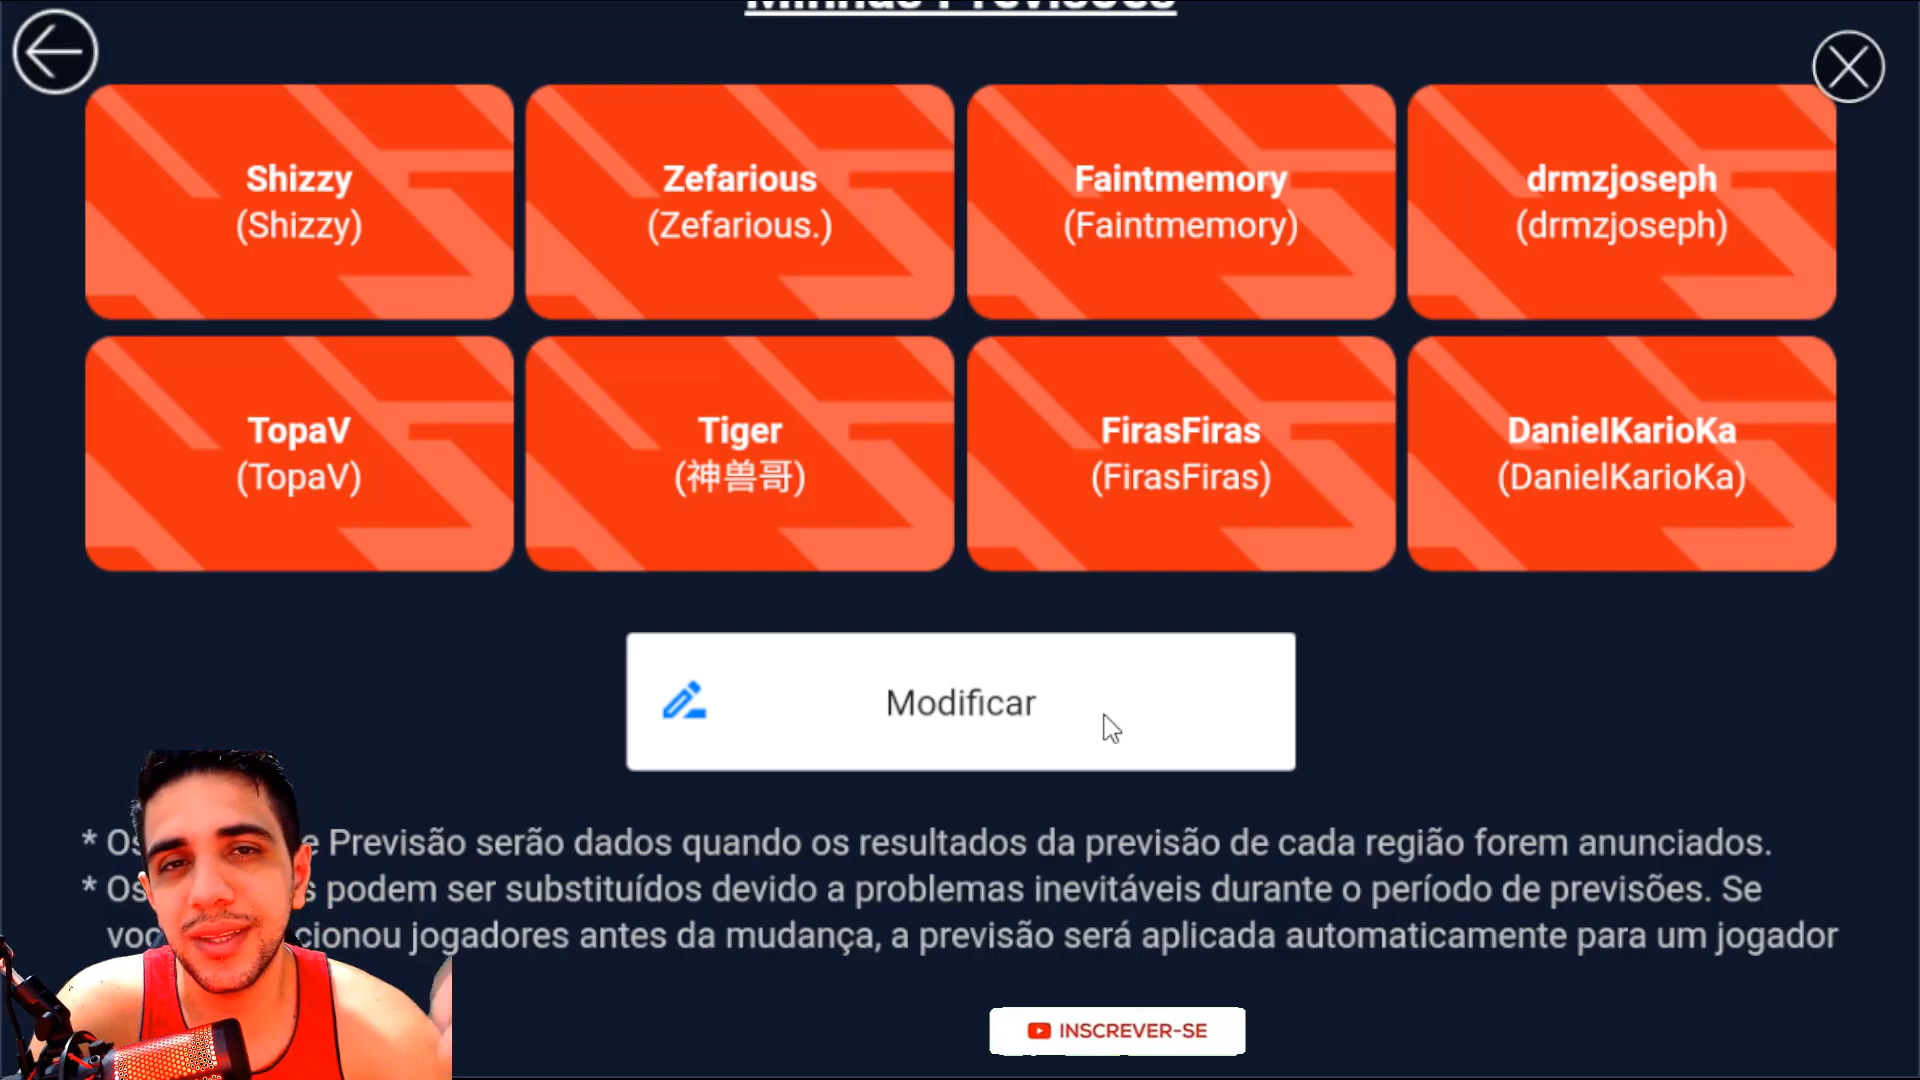 Minhas Previsões
Shizzy
(Shizzy)
Zefarious
(Zefarious.)
Faintmemory
(Faintmemory)
drmzjoseph
(drmzjoseph)
TopaV
(TopaV)
Tiger
(神兽哥)
FirasFiras
(FirasFiras)
DanielKarioKa
(DanielKarioKa)
Modificar
* Os e Previsão serão dados quando os resultados da previsão de cada região forem anunciados.
* Os podem ser substituídos devido a problemas inevitáveis durante o período de previsões. Se
jogadores antes da mudança, a previsão será aplicada automaticamente para um jogador
INSCREVER-SE